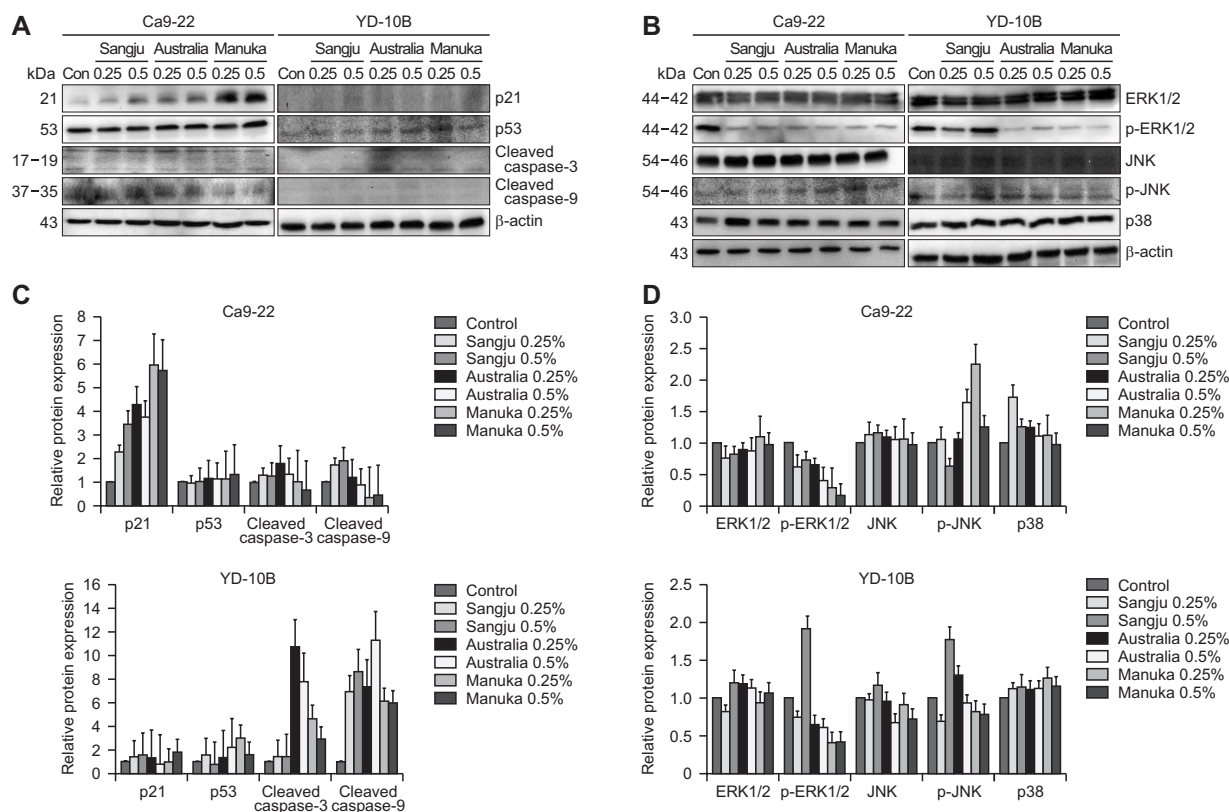 A
Ca9-22 YD-10B
Sangju Australia Manuka Sangju Australia Manuka
kDa Con 0.25 0.5 0.25 0.5 0.25 0.5 Con 0.25 0.5 0.25 0.5 0.25 0.5
21 p21
53 p53
17−19 Cleaved
caspase-3
37−35 Cleaved
caspase-9
43 β-actin
B
Ca9-22 YD-10B
Sangju Australia Manuka Sangju Australia Manuka
kDa Con 0.25 0.5 0.25 0.5 0.25 0.5 Con 0.25 0.5 0.25 0.5 0.25 0.5
44−42 ERK1/2
44−42 p-ERK1/2
54−46 JNK
54−46 p-JNK
43 p38
43 β-actin
C
Ca9-22
Relative protein expression
8
7
6
5
4
3
2
1
0
p21 p53 Cleaved Cleaved
caspase-3 caspase-9
Control
Sangju 0.25%
Sangju 0.5%
Australia 0.25%
Australia 0.5%
Manuka 0.25%
Manuka 0.5%
YD-10B
Relative protein expression
16
14
12
10
8
6
4
2
0
p21 p53 Cleaved Cleaved
caspase-3 caspase-9
Control
Sangju 0.25%
Sangju 0.5%
Australia 0.25%
Australia 0.5%
Manuka 0.25%
Manuka 0.5%
D
Ca9-22
Relative protein expression
3.0
2.5
2.0
1.5
1.0
0.5
0
ERK1/2 p-ERK1/2 JNK p-JNK p38
Control
Sangju 0.25%
Sangju 0.5%
Australia 0.25%
Australia 0.5%
Manuka 0.25%
Manuka 0.5%
YD-10B
Relative protein expression
2.5
2.0
1.5
1.0
0.5
0
ERK1/2 p-ERK1/2 JNK p-JNK p38
Control
Sangju 0.25%
Sangju 0.5%
Australia 0.25%
Australia 0.5%
Manuka 0.25%
Manuka 0.5%